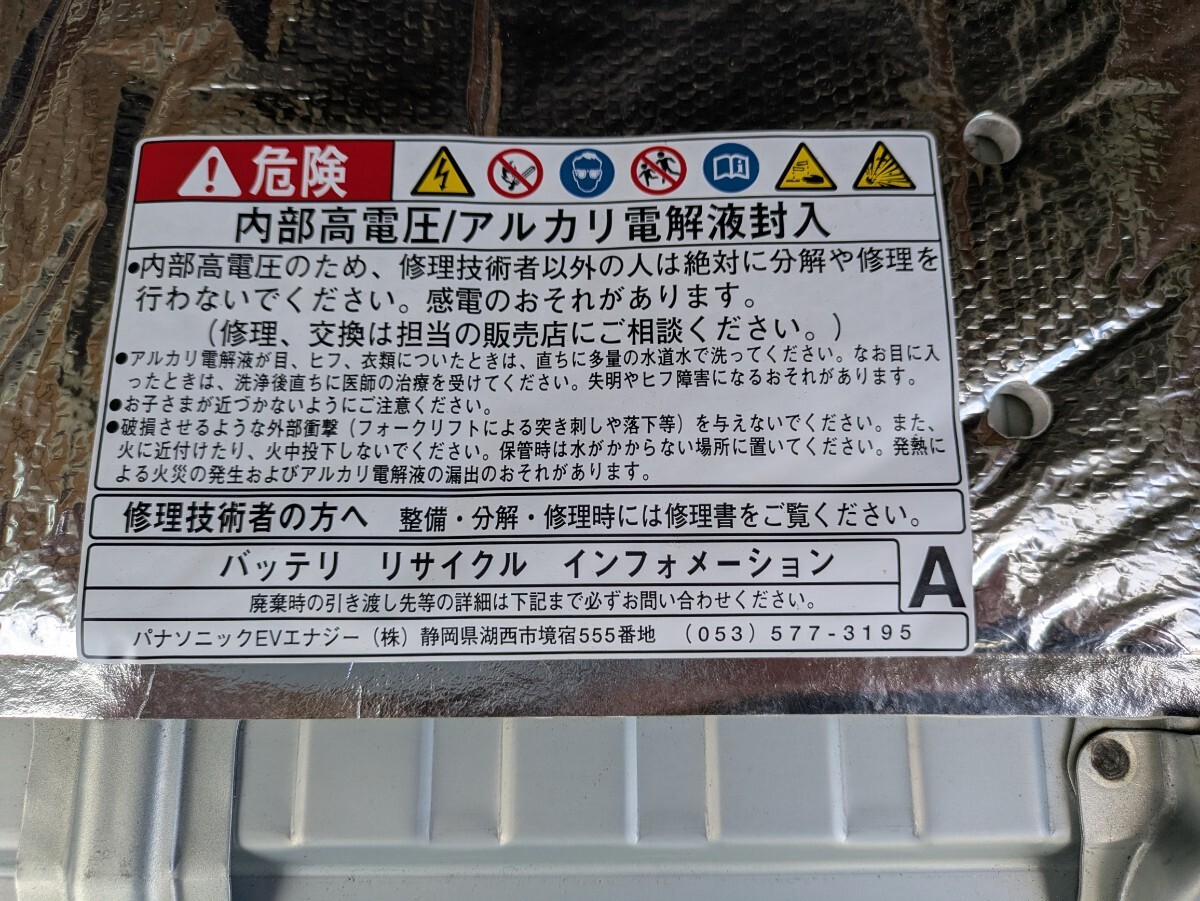 危険
内部高電圧/アルカリ電解液封入
●内部高電圧のため、修理技術者以外の人は絶対に分解や修理を
行わないでください。感電のおそれがあります。
(修理、交換は担当の販売店にご相談ください。)
●アルカリ電解液が目、ヒフ、衣類についたときは、直ちに多量の水道水で洗ってください。なお目に入
ったときは、洗浄後直ちに医師の治療を受けてください。失明やヒフ障害になるおそれがあります。
●お子さまが近づかないようにご注意ください。
●破損させるような外部衝撃(フォークリフトによる突き刺しや落下等)を与えないでください。また、
火に近付けたり、火中投下しないでください。保管時は水がかからない場所に置いてください。発熱に
よる火災の発生およびアルカリ電解液の漏出のおそれがあります。
修理技術者の方へ 整備・分解・修理時には修理書をご覧ください。
バッテリ リサイクル インフォメーション
A
廃棄時の引き渡し先等の詳細は下記まで必ずお問い合わせください。
パナソニックEVエナジー(株) 静岡県湖西市境宿555番地 (053)577-3195